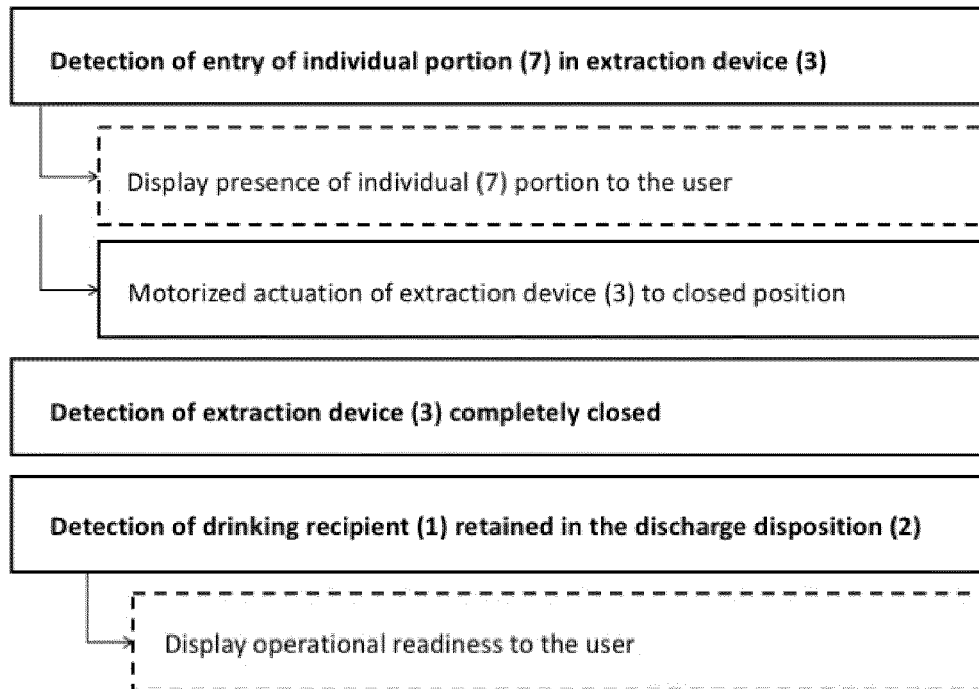 Detection of entry of individual portion (7) in extraction device (3)
Display presence of individual (7) portion to the user
Motorized actuation of extraction device (3) to closed position
Detection of extraction device (3) completely closed
Detection of drinking recipient (1) retained in the discharge disposition (2)
Display operational readiness to the user